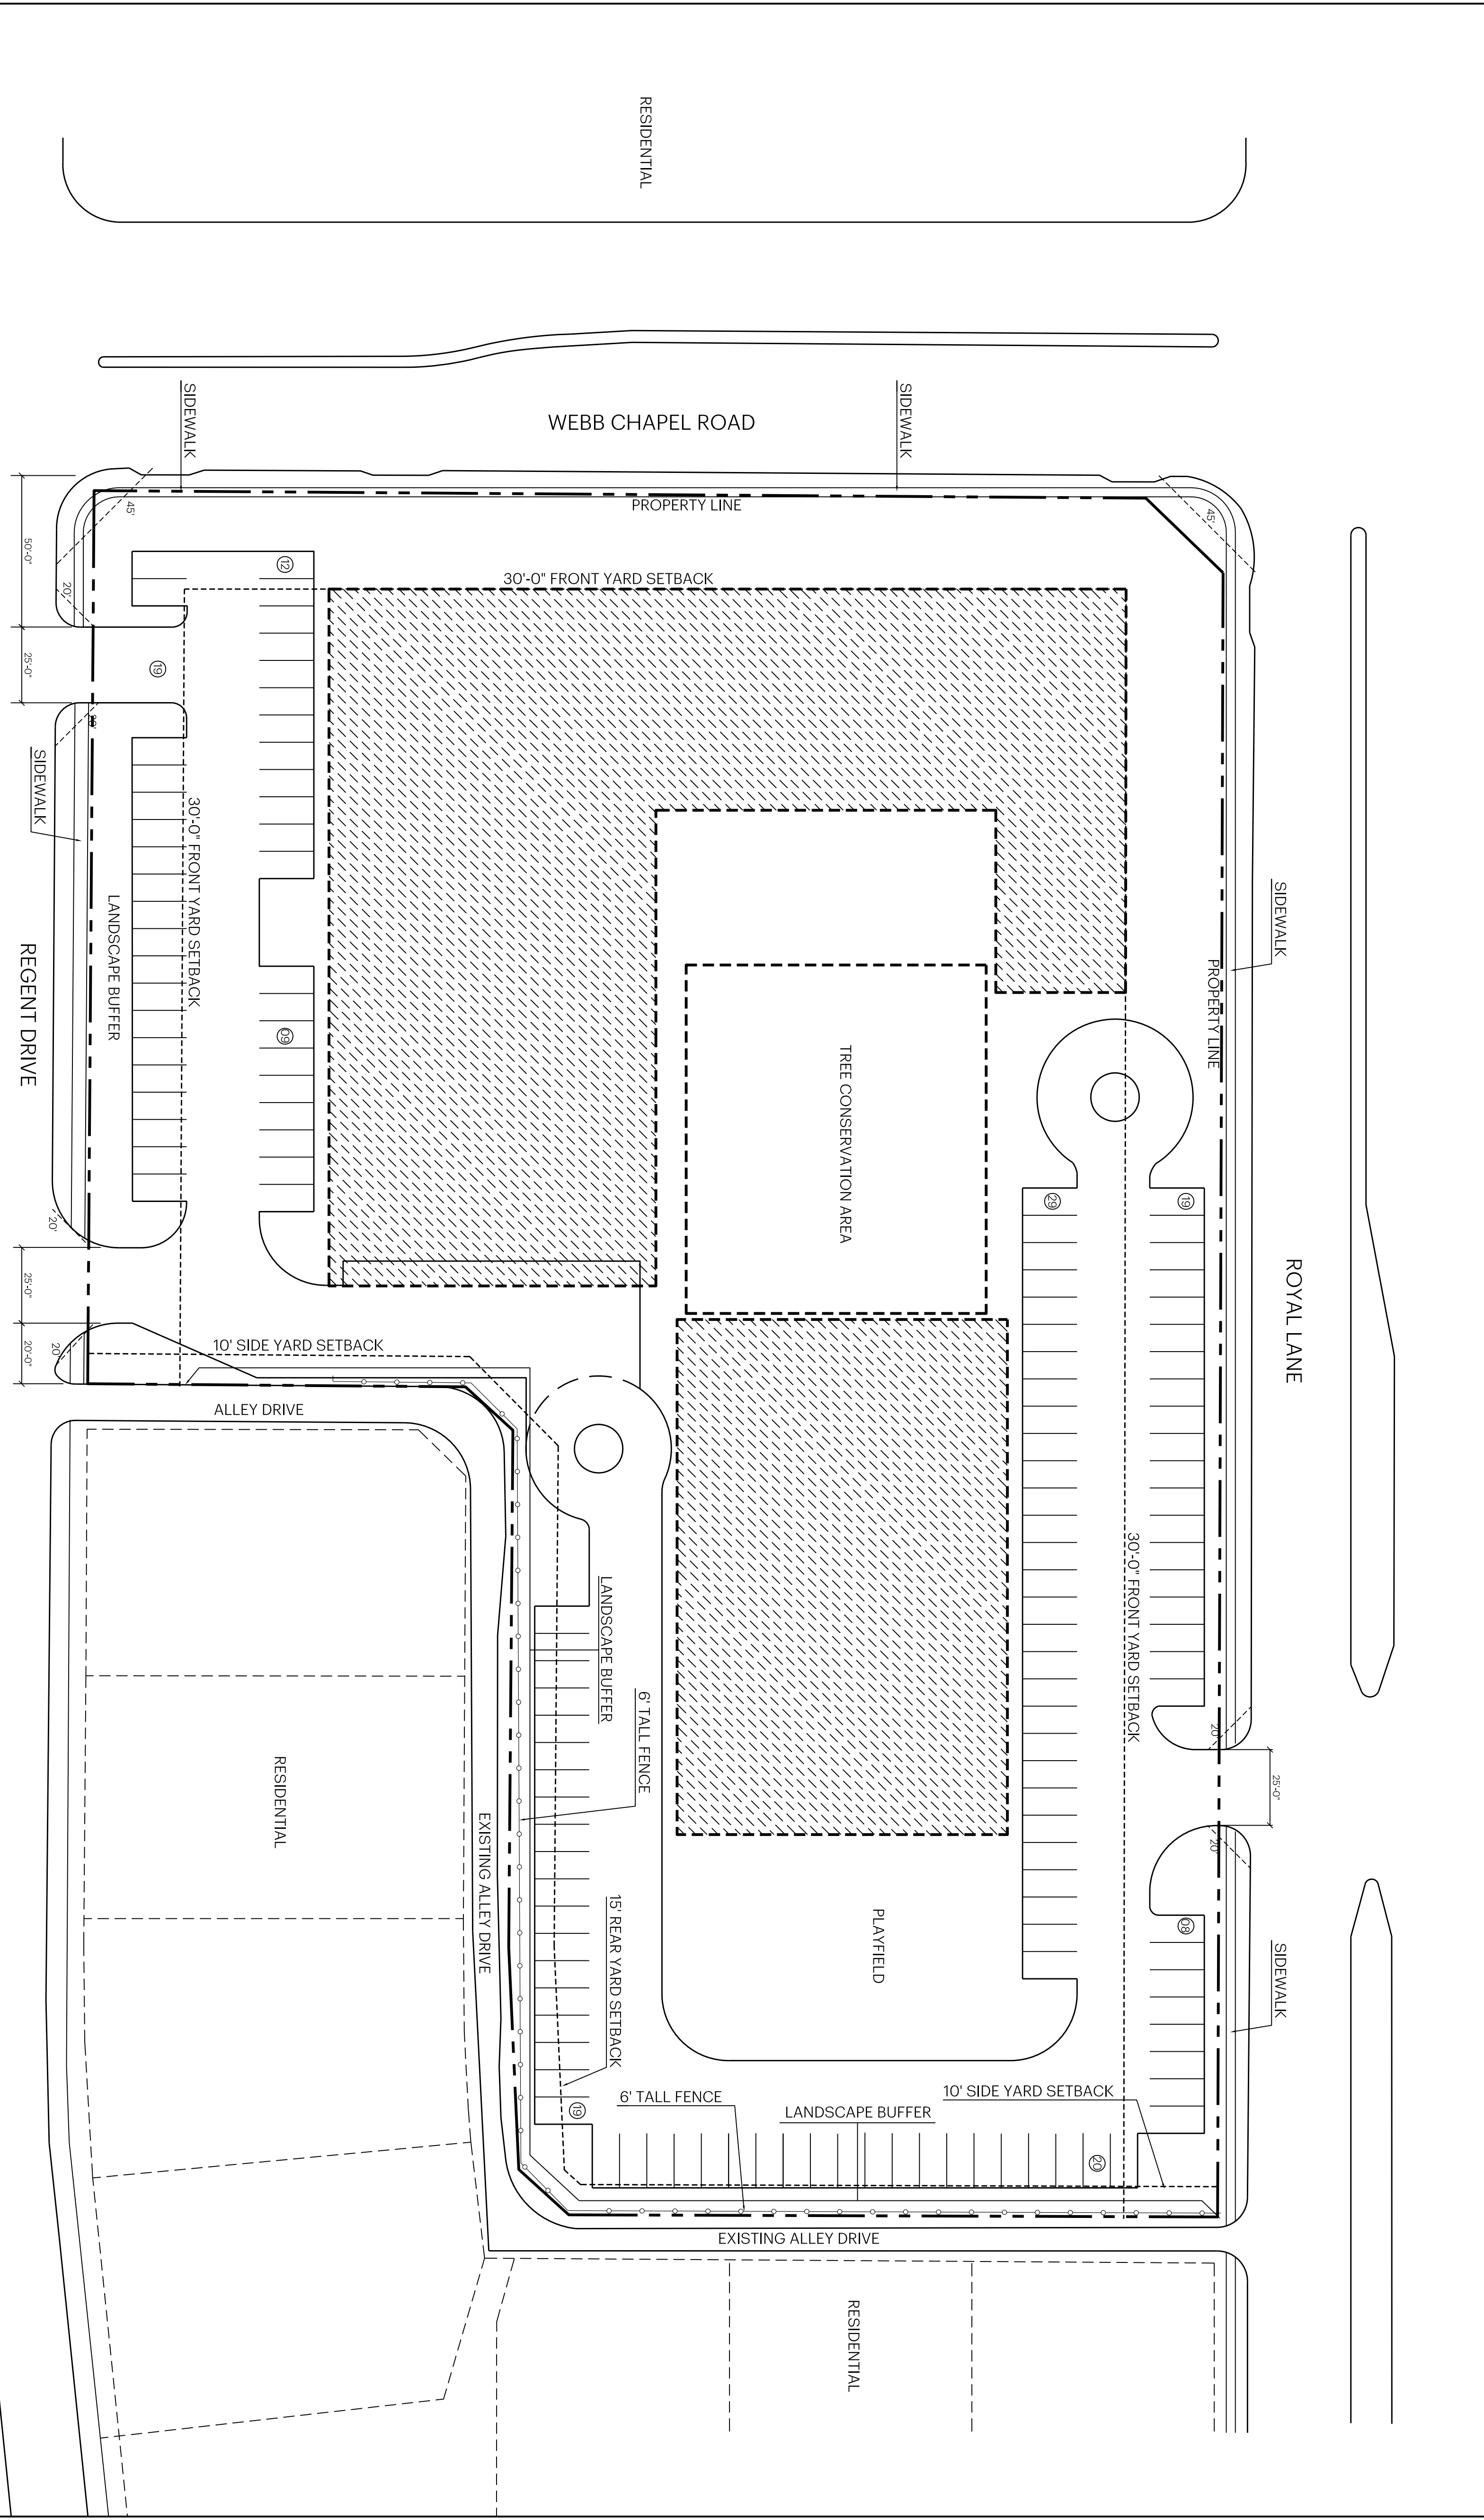 RESIDENTIAL
SIDEWALK
SIDEWALK
WEBB CHAPEL ROAD
PROPERTY LINE
45'
45'
50'-0"
20'
12
30'-0" FRONT YARD SETBACK
25'-0"
19
20'
SIDEWALK
30'-0" FRONT YARD SETBACK
LANDSCAPE BUFFER
REGENT DRIVE
09
SIDEWALK
PROPERTY LINE
TREE CONSERVATION AREA
29
19
ROYAL LANE
20'
25'-0"
20'-0"
20'
10' SIDE YARD SETBACK
ALLEY DRIVE
30'-0" FRONT YARD SETBACK
LANDSCAPE BUFFER
6' TALL FENCE
20'
25'-0"
20'
RESIDENTIAL
EXISTING ALLEY DRIVE
15' REAR YARD SETBACK
PLAYFIELD
08
SIDEWALK
19
6' TALL FENCE
LANDSCAPE BUFFER
10' SIDE YARD SETBACK
20
EXISTING ALLEY DRIVE
RESIDENTIAL